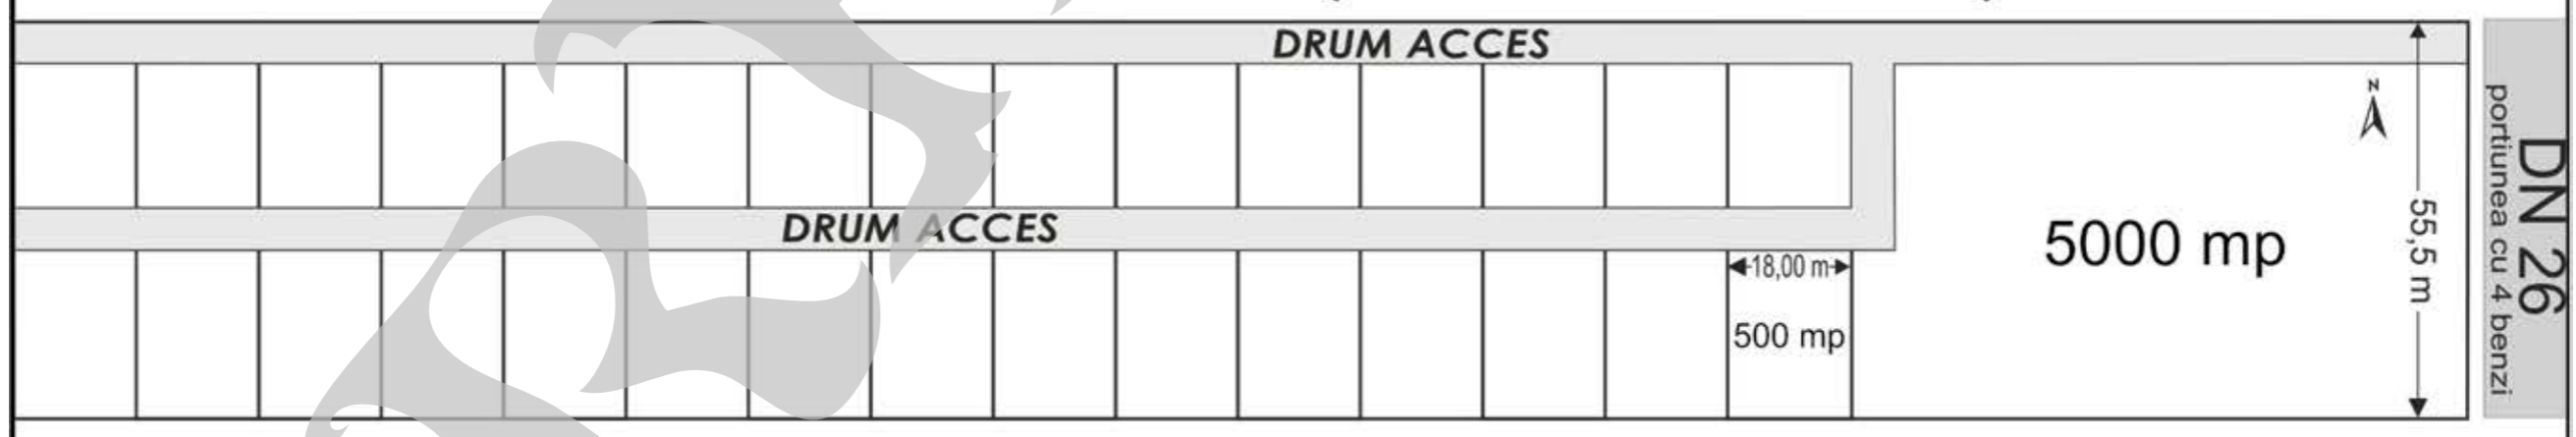 DRUM ACCES
N
DRUM ACCES
18,00 m
500 mp
5000 mp
55,5 m
DN 26
portiunea cu 4 benzi